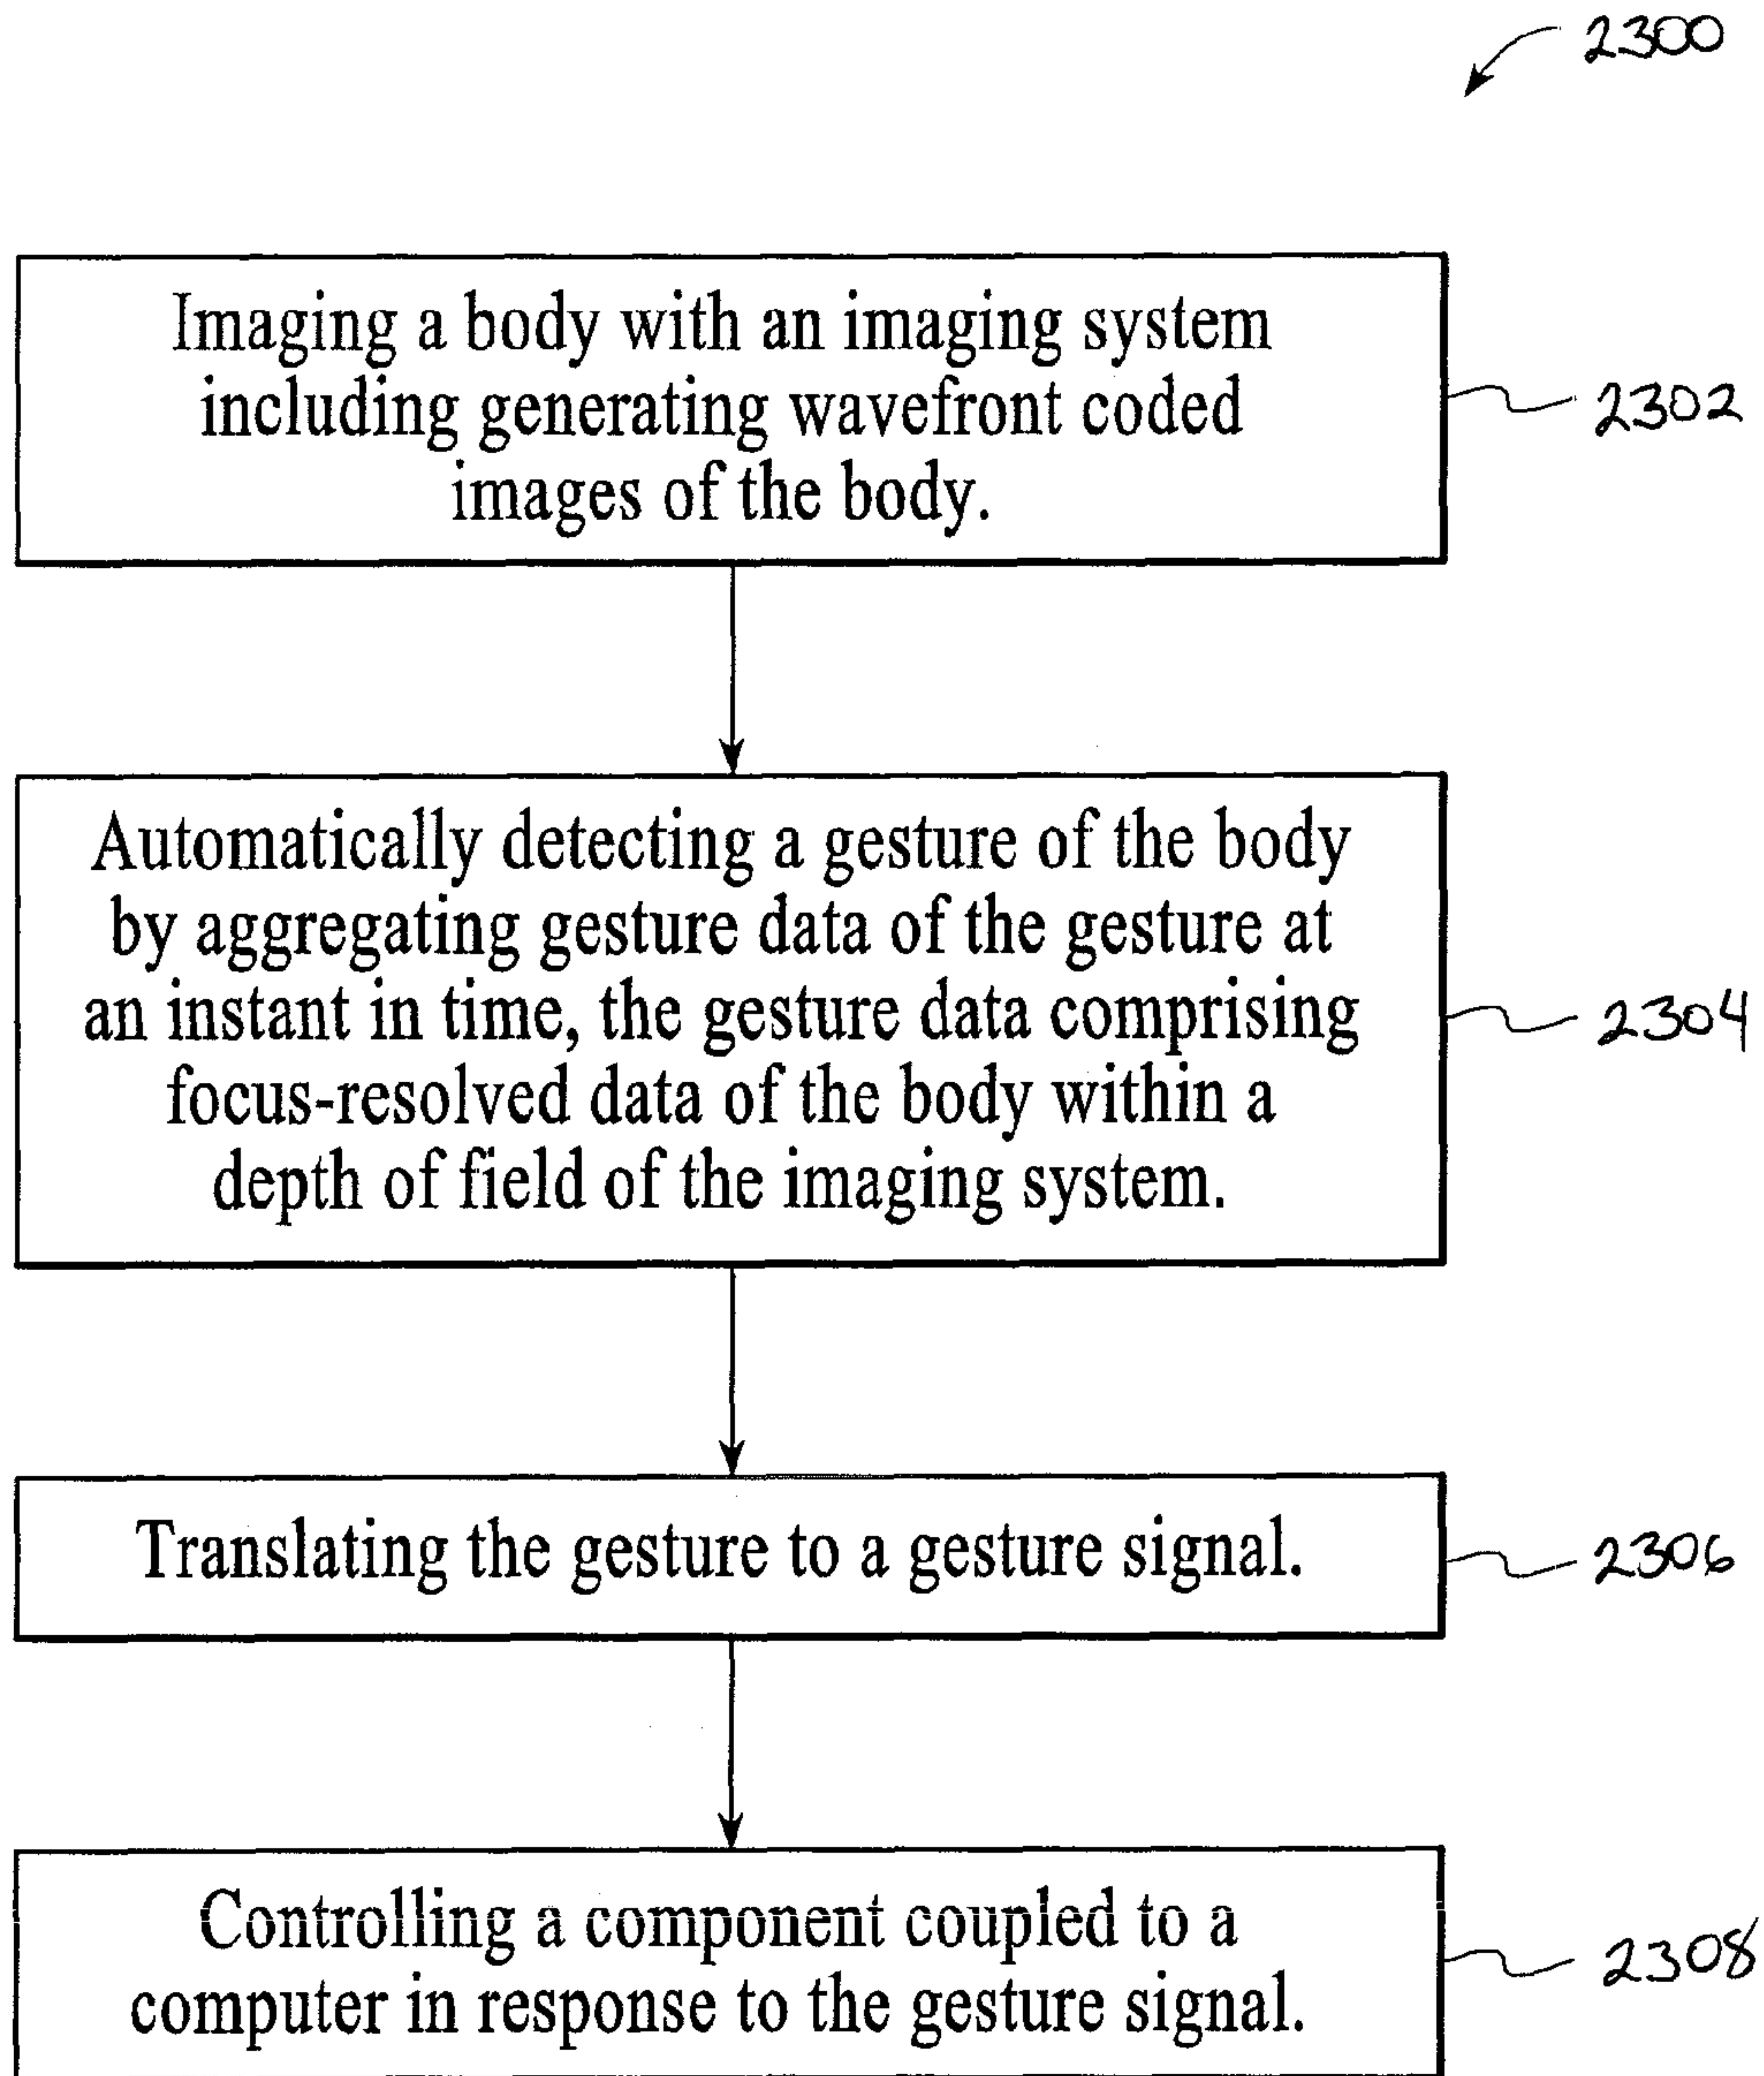 2300
Imaging a body with an imaging system
including generating wavefront coded
images of the body.
2302
Automatically detecting a gesture of the body
by aggregating gesture data of the gesture at
an instant in time, the gesture data comprising
focus-resolved data of the body within a
depth of field of the imaging system.
2304
Translating the gesture to a gesture signal.
2306
Controlling a component coupled to a
computer in response to the gesture signal.
2308